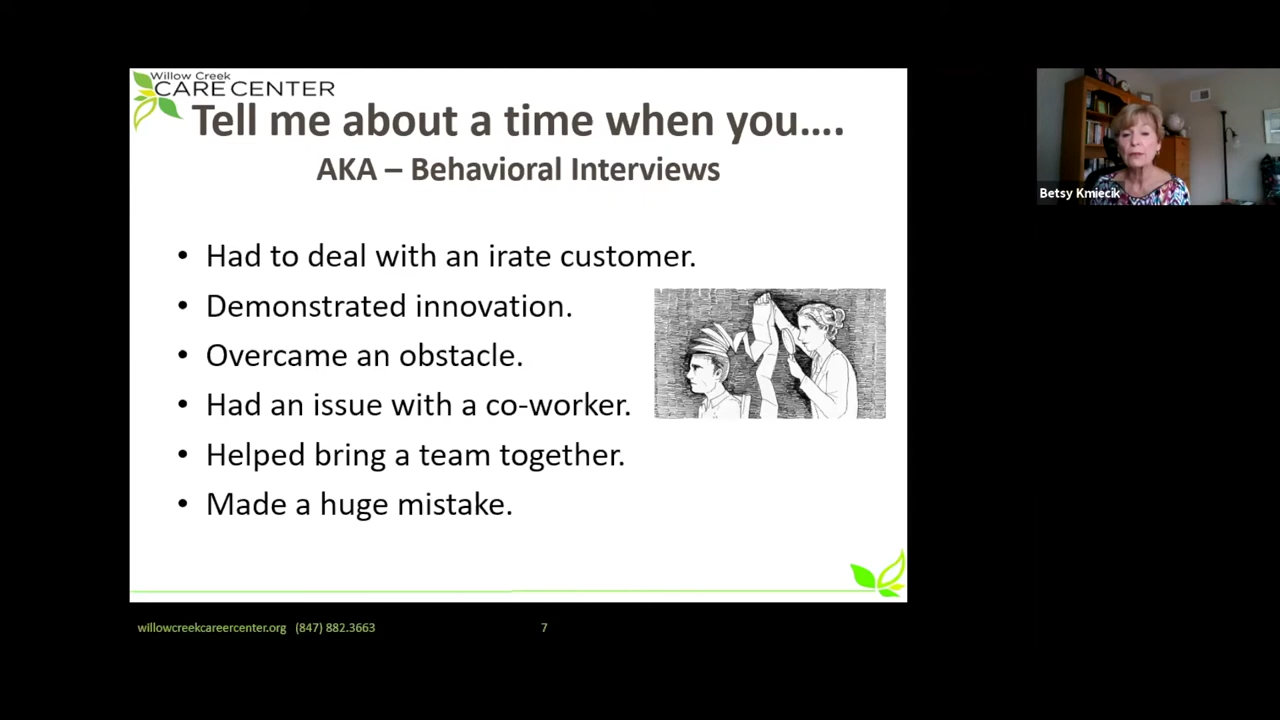 Willow Creek
CARE CENTER
Tell me about a time when you….
AKA – Behavioral Interviews
• Had to deal with an irate customer.
• Demonstrated innovation.
• Overcame an obstacle.
• Had an issue with a co-worker.
• Helped bring a team together.
• Made a huge mistake.
willowcreekcareercenter.org (847) 882.3663
7
Betsy Kmiecik